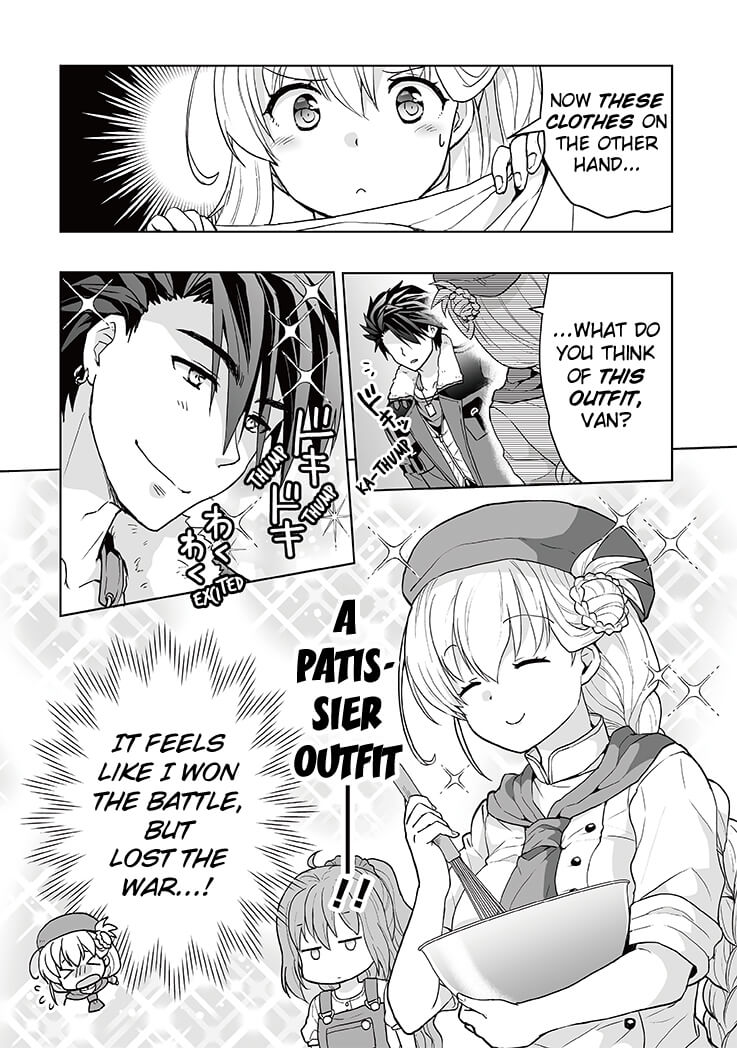 NOW THESE
CLOTHES ON
THE OTHER
HAND...
...WHAT DO
YOU THINK
OF THIS
OUTFIT,
VAN?
ドキッ
KA-THUMP
ドキ
THUMP
ドキ
THUMP
わく
わく
EXCITED
A
PATIS-
SIER
OUTFIT
!!
IT FEELS
LIKE I WON
THE BATTLE,
BUT
LOST THE
WAR...!